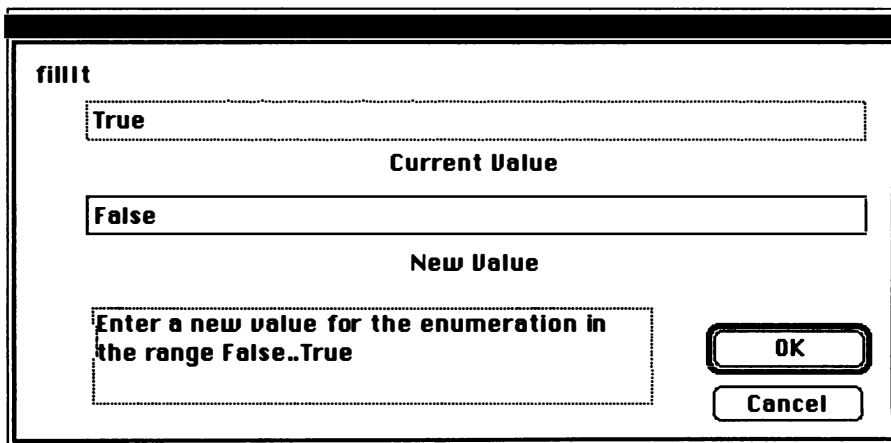 fillIt
True
Current Value
False
New Value
Enter a new value for the enumeration in
the range False..True
OK
Cancel